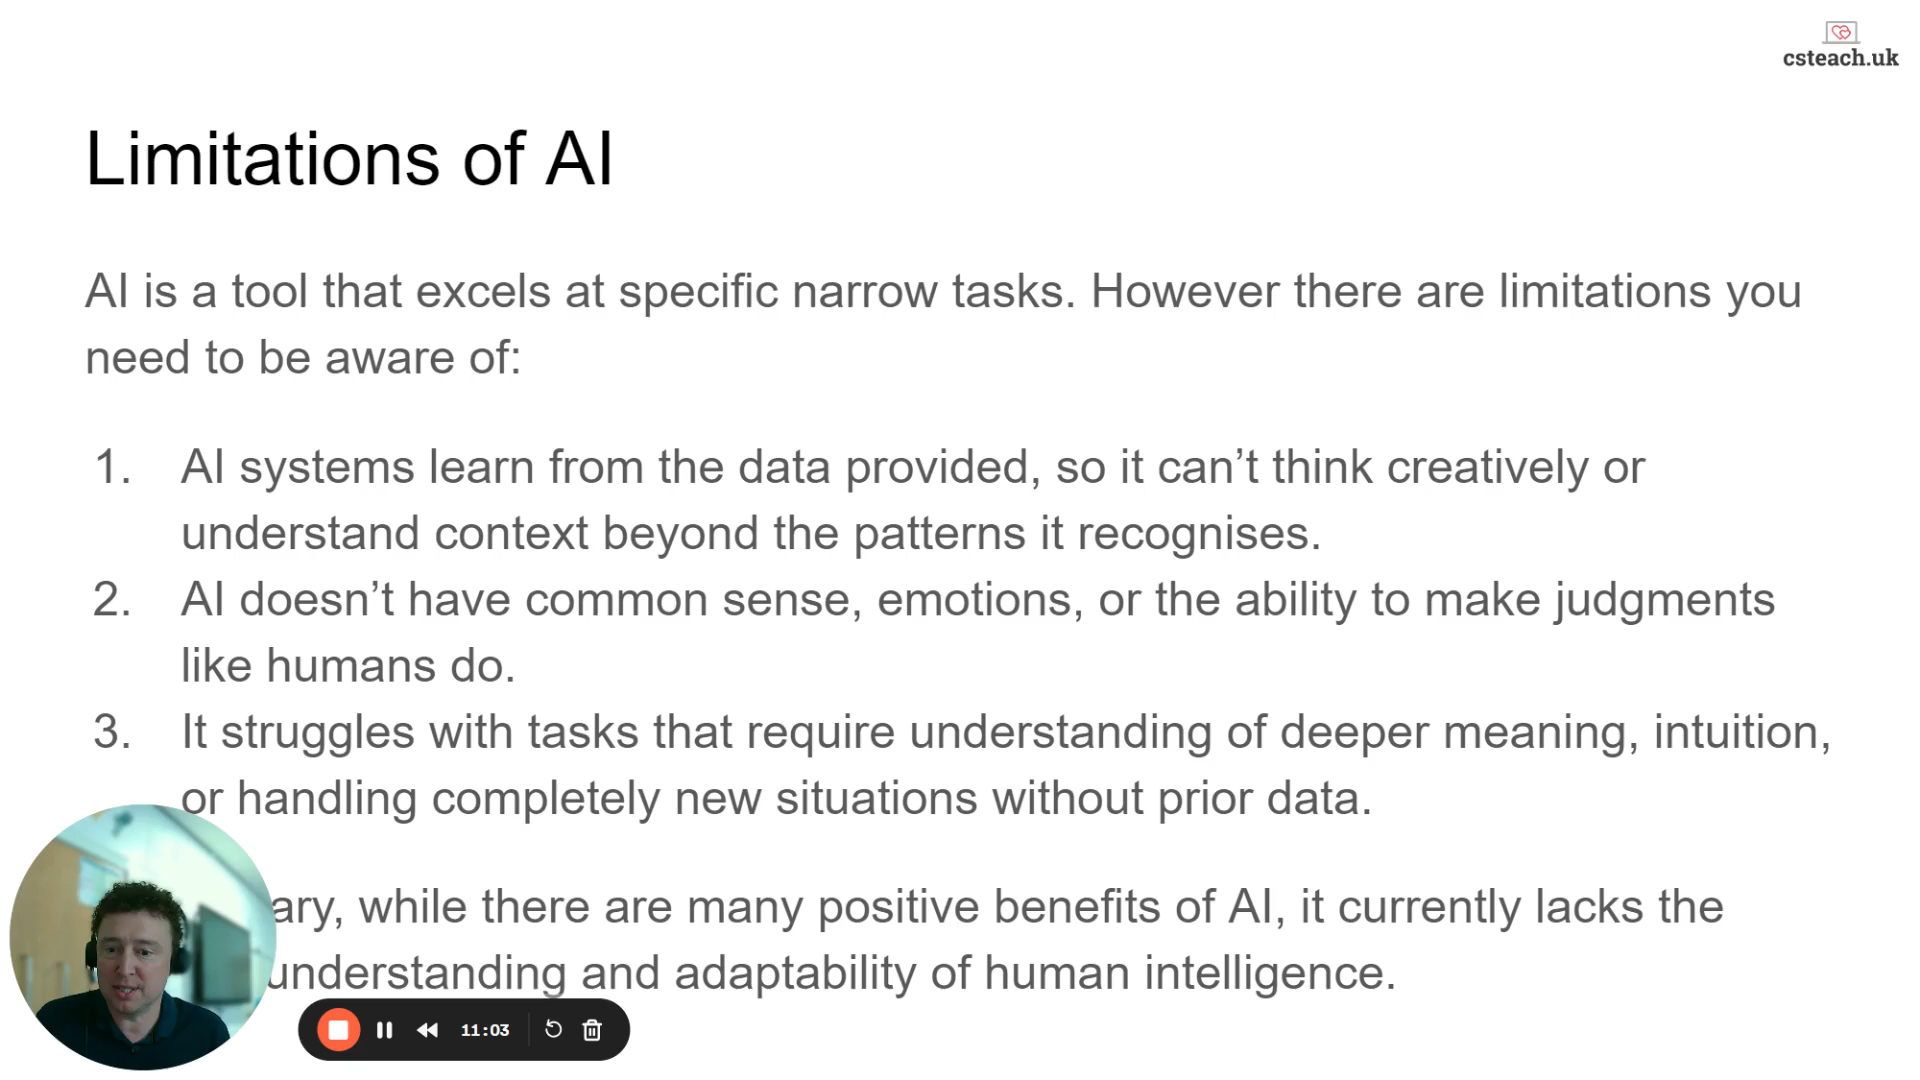 csteach.uk
Limitations of AI
AI is a tool that excels at specific narrow tasks. However there are limitations you
need to be aware of:
1. AI systems learn from the data provided, so it can’t think creatively or
understand context beyond the patterns it recognises.
2. AI doesn’t have common sense, emotions, or the ability to make judgments
like humans do.
3. It struggles with tasks that require understanding of deeper meaning, intuition,
or handling completely new situations without prior data.
ary, while there are many positive benefits of AI, it currently lacks the
understanding and adaptability of human intelligence.
11:03